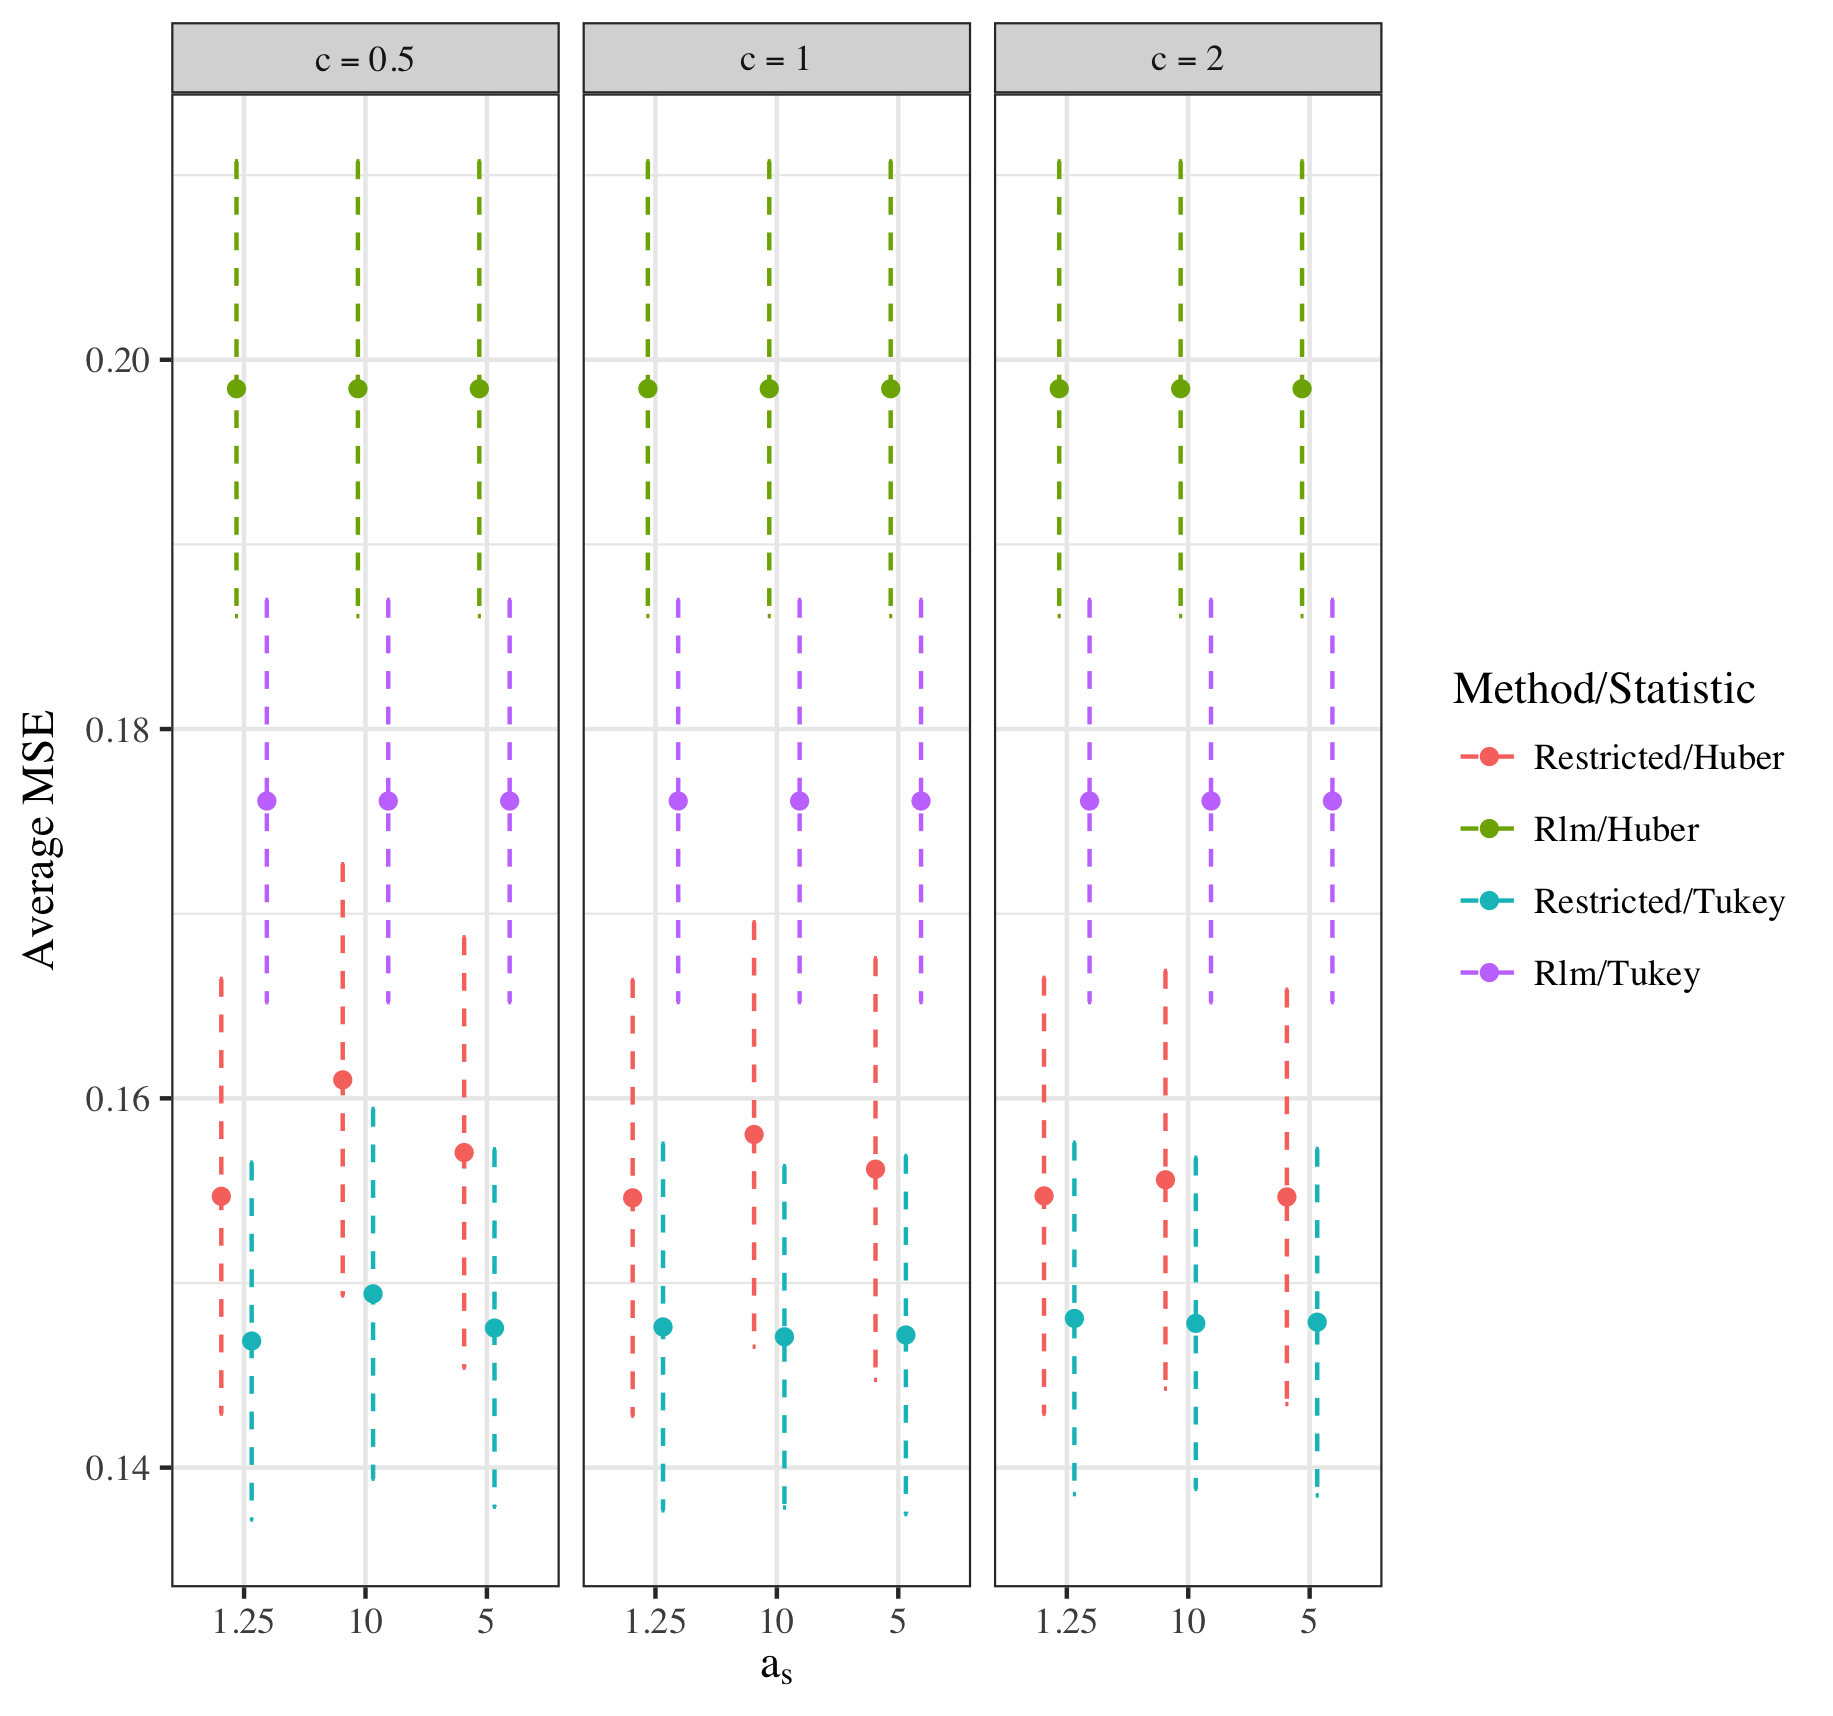 c = 0.5
c = 1
c = 2
Average MSE
0.20
0.18
0.16
0.14
1.25 10 5
1.25 10 5
1.25 10 5
aₛ
Method/Statistic
Restricted/Huber
Rlm/Huber
Restricted/Tukey
Rlm/Tukey